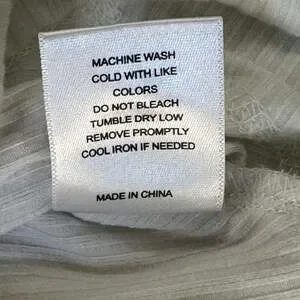 MACHINE WASH
COLD WITH LIKE
COLORS
DO NOT BLEACH
TUMBLE DRY LOW
REMOVE PROMPTLY
COOL IRON IF NEEDED
MADE IN CHINA